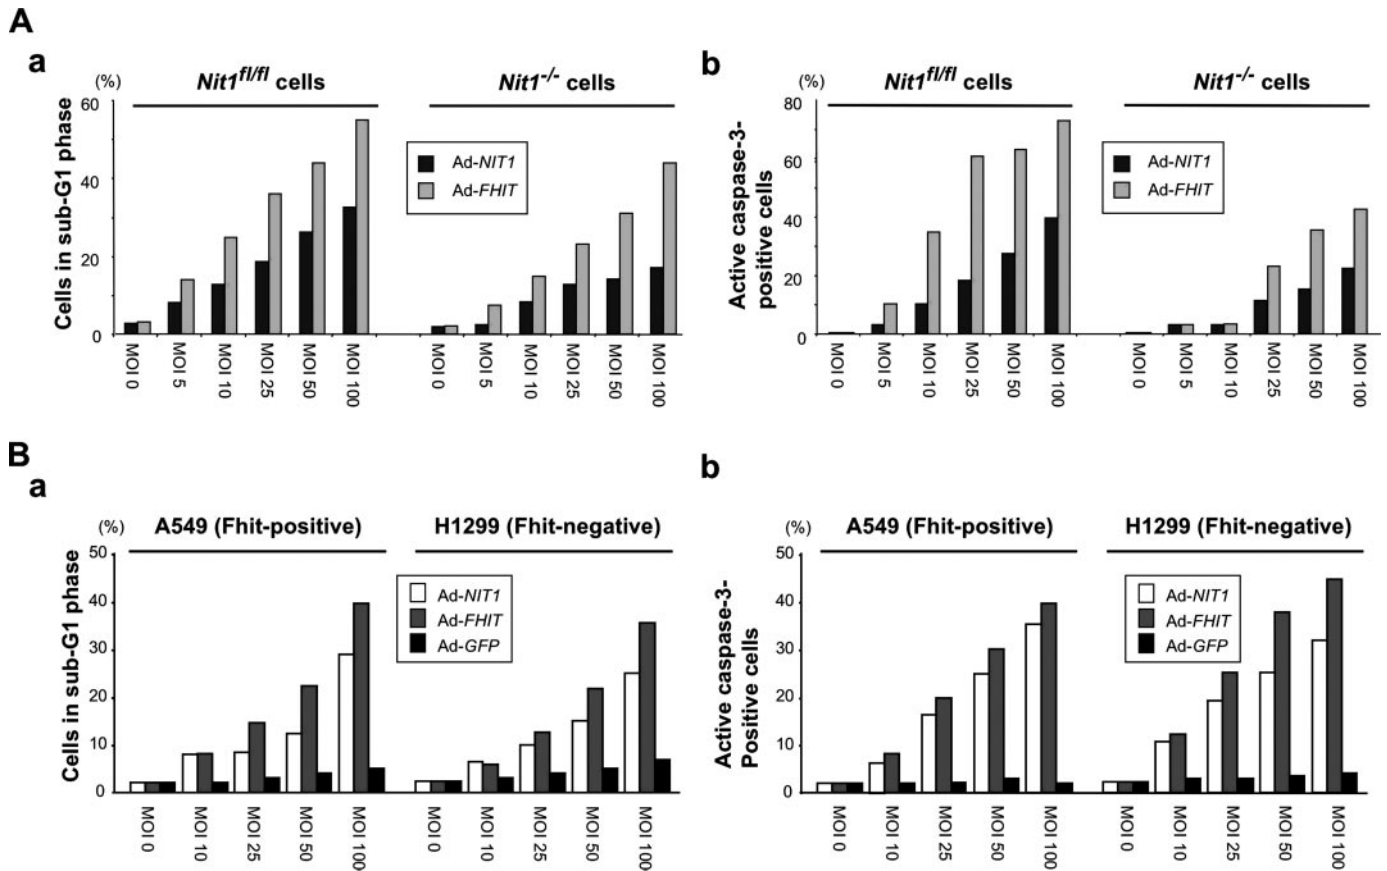 A
a
(%)
Nit1fl/fl cells
Nit1-/- cells
Cells in sub-G1 phase
60
40
20
0
Ad-NIT1
Ad-FHIT
MOI 0
MOI 5
MOI 10
MOI 25
MOI 50
MOI 100
MOI 0
MOI 5
MOI 10
MOI 25
MOI 50
MOI 100
b
(%)
Nit1fl/fl cells
Nit1-/- cells
Active caspase-3-
positive cells
80
60
40
20
0
Ad-NIT1
Ad-FHIT
MOI 0
MOI 5
MOI 10
MOI 25
MOI 50
MOI 100
MOI 0
MOI 5
MOI 10
MOI 25
MOI 50
MOI 100
B
a
(%)
A549 (Fhit-positive)
H1299 (Fhit-negative)
Cells in sub-G1 phase
50
40
30
20
10
0
Ad-NIT1
Ad-FHIT
Ad-GFP
MOI 0
MOI 10
MOI 25
MOI 50
MOI 100
MOI 0
MOI 10
MOI 25
MOI 50
MOI 100
b
(%)
A549 (Fhit-positive)
H1299 (Fhit-negative)
Active caspase-3-
Positive cells
50
40
30
20
10
0
Ad-NIT1
Ad-FHIT
Ad-GFP
MOI 0
MOI 10
MOI 25
MOI 50
MOI 100
MOI 0
MOI 10
MOI 25
MOI 50
MOI 100